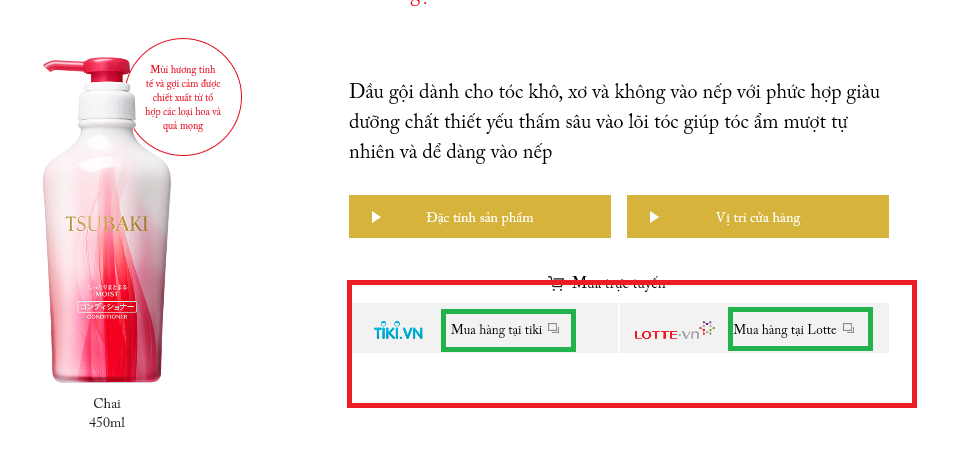 Mùi hương tinh
tế và gợi cảm được
chiết xuất từ tổ
hợp các loại hoa và
quả mọng
TSUBAKI
しっとりまとまる
MOIST
コンディショナー
CONDITIONER
Chai
450ml
Dầu gội dành cho tóc khô, xơ và không vào nếp với phức hợp giàu
dưỡng chất thiết yếu thấm sâu vào lõi tóc giúp tóc ẩm mượt tự
nhiên và dể dàng vào nếp
Đặc tính sản phẩm
Vị trí cửa hàng
Mua trực tuyến
TiKi.VN
Mua hàng tại tiki
LOTTE.vn
Mua hàng tại Lotte